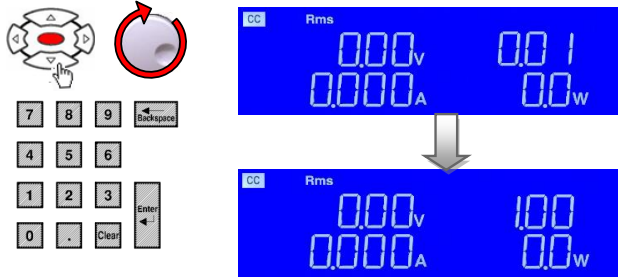 CC Rms
0.00V 0.01
0.000A 0.0W
7 8 9 Backspace
4 5 6
1 2 3 Enter
0 . Clear
CC Rms
0.00V 1.00
0.000A 0.0W